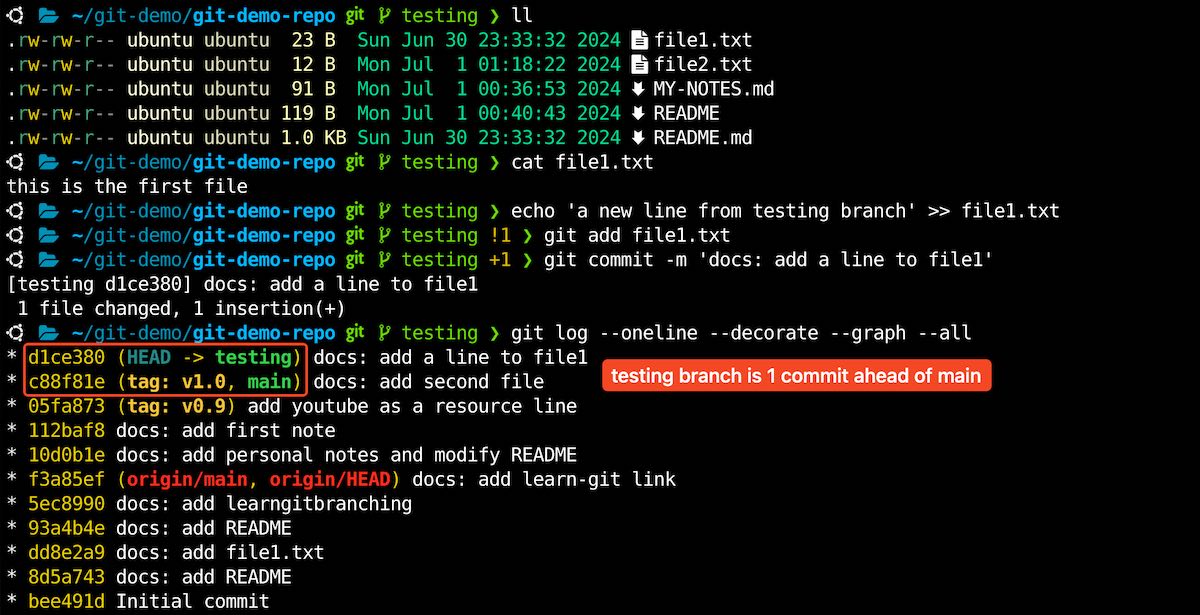 ~/git-demo/git-demo-repo git testing ❯ ll
.rw-rw-r-- ubuntu ubuntu 23 B Sun Jun 30 23:33:32 2024 file1.txt
.rw-rw-r-- ubuntu ubuntu 12 B Mon Jul 1 01:18:22 2024 file2.txt
.rw-rw-r-- ubuntu ubuntu 91 B Mon Jul 1 00:36:53 2024 MY-NOTES.md
.rw-rw-r-- ubuntu ubuntu 119 B Mon Jul 1 00:40:43 2024 README
.rw-rw-r-- ubuntu ubuntu 1.0 KB Sun Jun 30 23:33:32 2024 README.md
~/git-demo/git-demo-repo git testing ❯ cat file1.txt
this is the first file
~/git-demo/git-demo-repo git testing ❯ echo 'a new line from testing branch' >> file1.txt
~/git-demo/git-demo-repo git testing !1 ❯ git add file1.txt
~/git-demo/git-demo-repo git testing +1 ❯ git commit -m 'docs: add a line to file1'
[testing d1ce380] docs: add a line to file1
1 file changed, 1 insertion(+)
~/git-demo/git-demo-repo git testing ❯ git log --oneline --decorate --graph --all
* d1ce380 (HEAD -> testing) docs: add a line to file1
* c88f81e (tag: v1.0, main) docs: add second file
testing branch is 1 commit ahead of main
* 05fa873 (tag: v0.9) add youtube as a resource line
* 112baf8 docs: add first note
* 10d0b1e docs: add personal notes and modify README
* f3a85ef (origin/main, origin/HEAD) docs: add learn-git link
* 5ec8990 docs: add learngitbranching
* 93a4b4e docs: add README
* dd8e2a9 docs: add file1.txt
* 8d5a743 docs: add README
* bee491d Initial commit